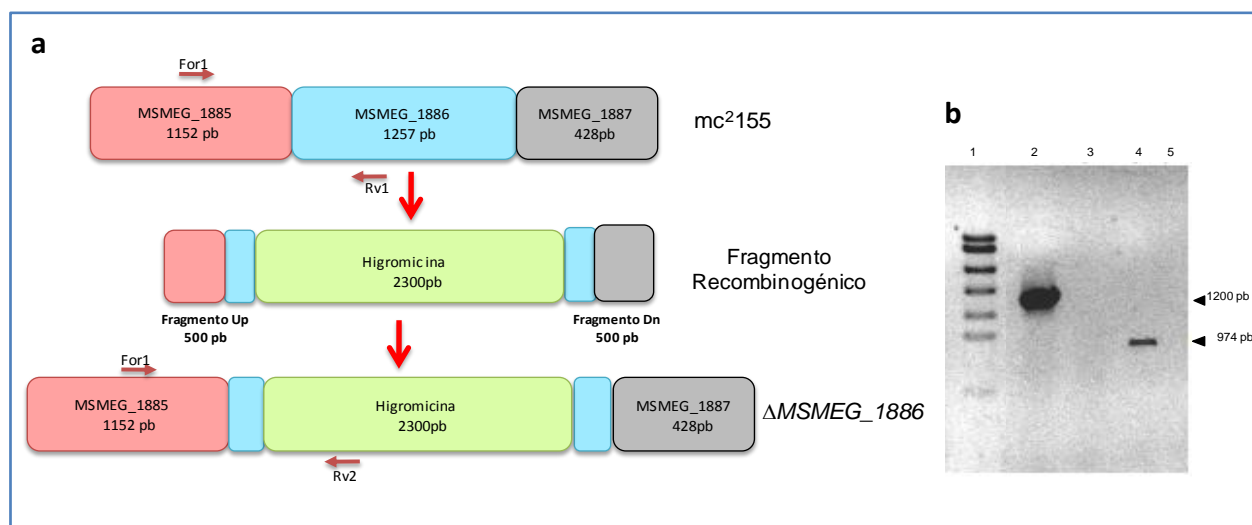 a
For1
MSMEG_1885
1152 pb
MSMEG_1886
1257 pb
MSMEG_1887
428pb
mc²155
Rv1
Higromicina
2300pb
Fragmento
Recombinogénico
Fragmento Up
500 pb
Fragmento Dn
500 pb
For1
MSMEG_1885
1152 pb
Higromicina
2300pb
MSMEG_1887
428pb
ΔMSMEG_1886
Rv2
b
1 2 3 4 5
1200 pb
974 pb